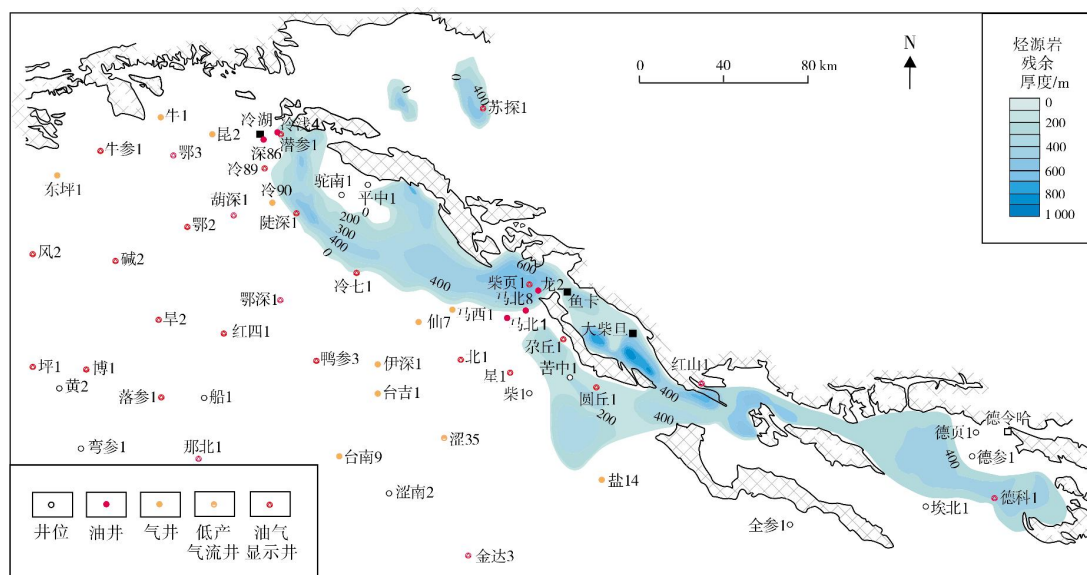 N
0
40
80 km
烃源岩
残余
厚度/m
0
200
400
600
800
1 000
0
0
400
苏探1
牛1
昆2
冷湖
冷浅4
潜参1
深86
牛参1
鄂3
冷89
东坪1
驼南1
平中1
冷90
葫深1
陡深1
鄂2
0
200
300
400
0
风2
碱2
冷七1
400
600
柴页1
龙2
鱼卡
马北8
鄂深1
马西1
马北1
大柴旦
旱2
红四1
仙7
尕丘1
坪1
博1
鸭参3
伊深1
北1
星1
苦中1
红山1
黄2
落参1
船1
台吉1
柴1
圆丘1
400
200
400
德令哈
德页1
德参1
400
弯参1
那北1
涩35
台南9
涩南2
盐14
德科1
埃北1
全参1
金达3
井位
油井
气井
低产
气流井
油气
显示井